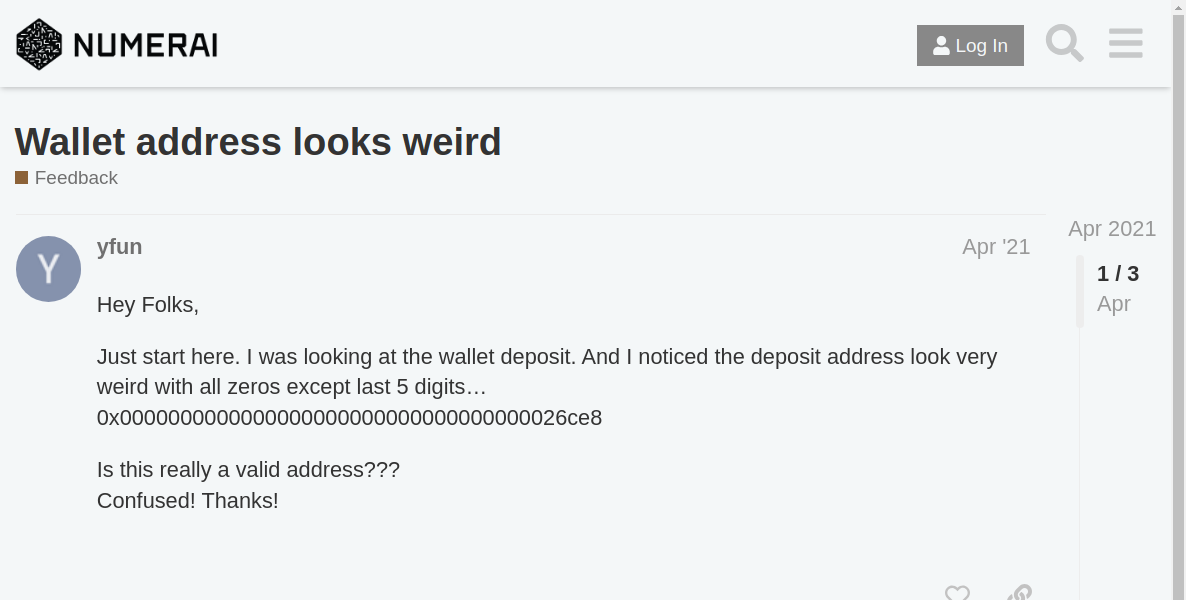 NUMERAI
Log In
Wallet address looks weird
Feedback
Y
yfun
Apr '21
Apr 2021
1 / 3
Apr
Hey Folks,
Just start here. I was looking at the wallet deposit. And I noticed the deposit address look very
weird with all zeros except last 5 digits…
0x0000000000000000000000000000000000026ce8
Is this really a valid address???
Confused! Thanks!